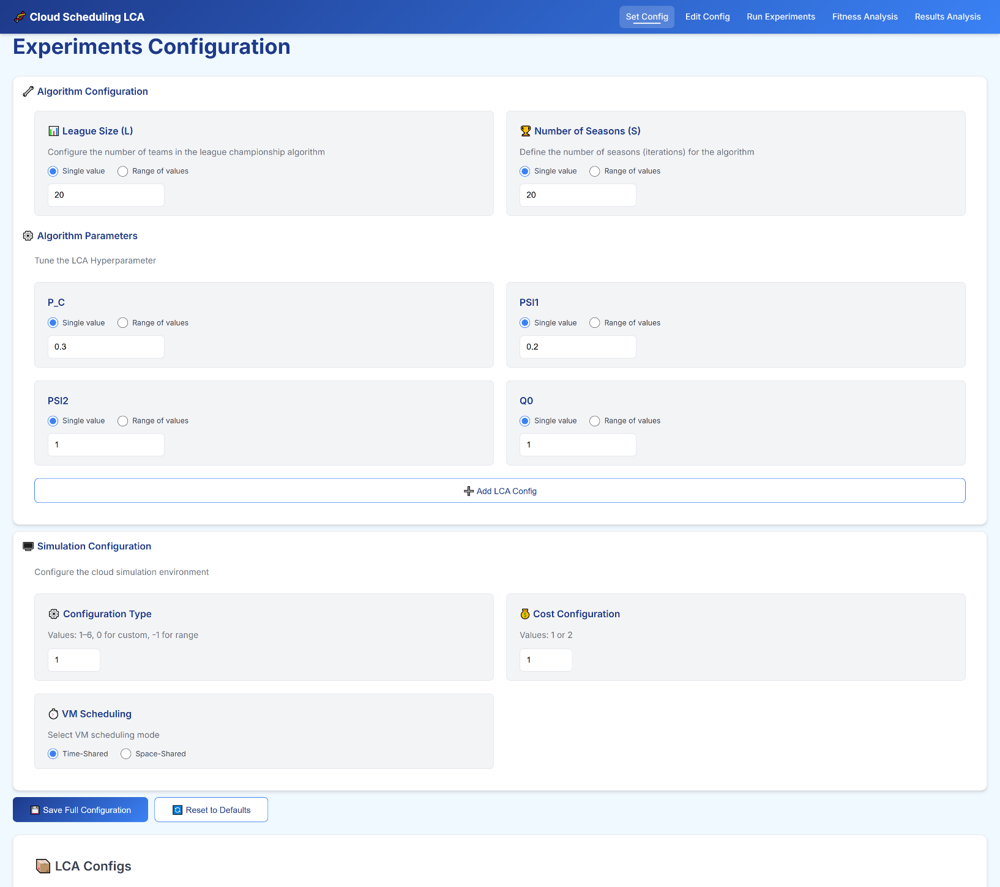 Cloud Scheduling LCA
Set Config Edit Config Run Experiments Fitness Analysis Results Analysis
Experiments Configuration
Algorithm Configuration
League Size (L)
Configure the number of teams in the league championship algorithm
Single value Range of values
20
Number of Seasons (S)
Define the number of seasons (iterations) for the algorithm
Single value Range of values
20
Algorithm Parameters
Tune the LCA Hyperparameter
P_C
Single value Range of values
0.3
PSI1
Single value Range of values
0.2
PSI2
Single value Range of values
1
Q0
Single value Range of values
1
Add LCA Config
Simulation Configuration
Configure the cloud simulation environment
Configuration Type
Values: 1–6, 0 for custom, -1 for range
1
Cost Configuration
Values: 1 or 2
1
VM Scheduling
Select VM scheduling mode
Time-Shared Space-Shared
Save Full Configuration Reset to Defaults
LCA Configs